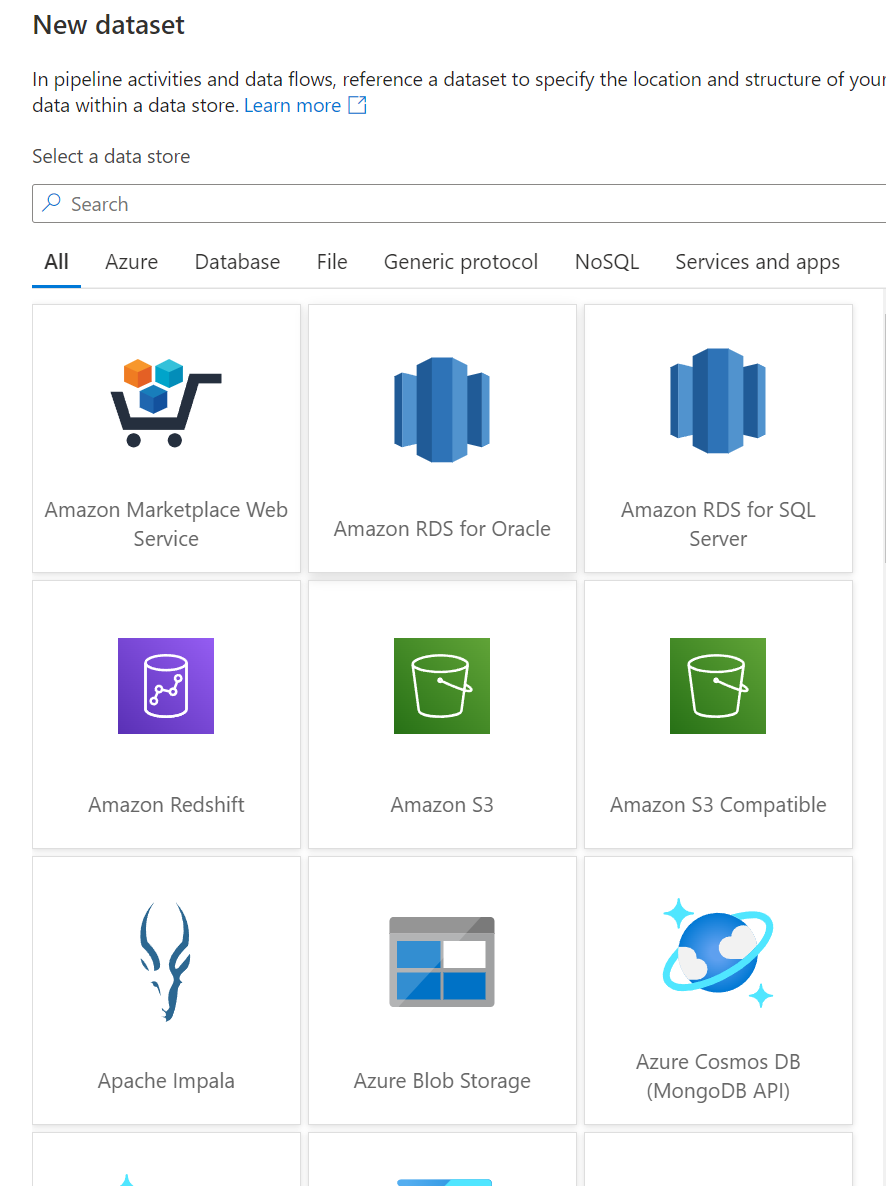 New dataset
In pipeline activities and data flows, reference a dataset to specify the location and structure of your
data within a data store. Learn more
Select a data store
Search
All Azure Database File Generic protocol NoSQL Services and apps
Amazon Marketplace Web
Service
Amazon RDS for Oracle
Amazon RDS for SQL
Server
Amazon Redshift
Amazon S3
Amazon S3 Compatible
Apache Impala
Azure Blob Storage
Azure Cosmos DB
(MongoDB API)